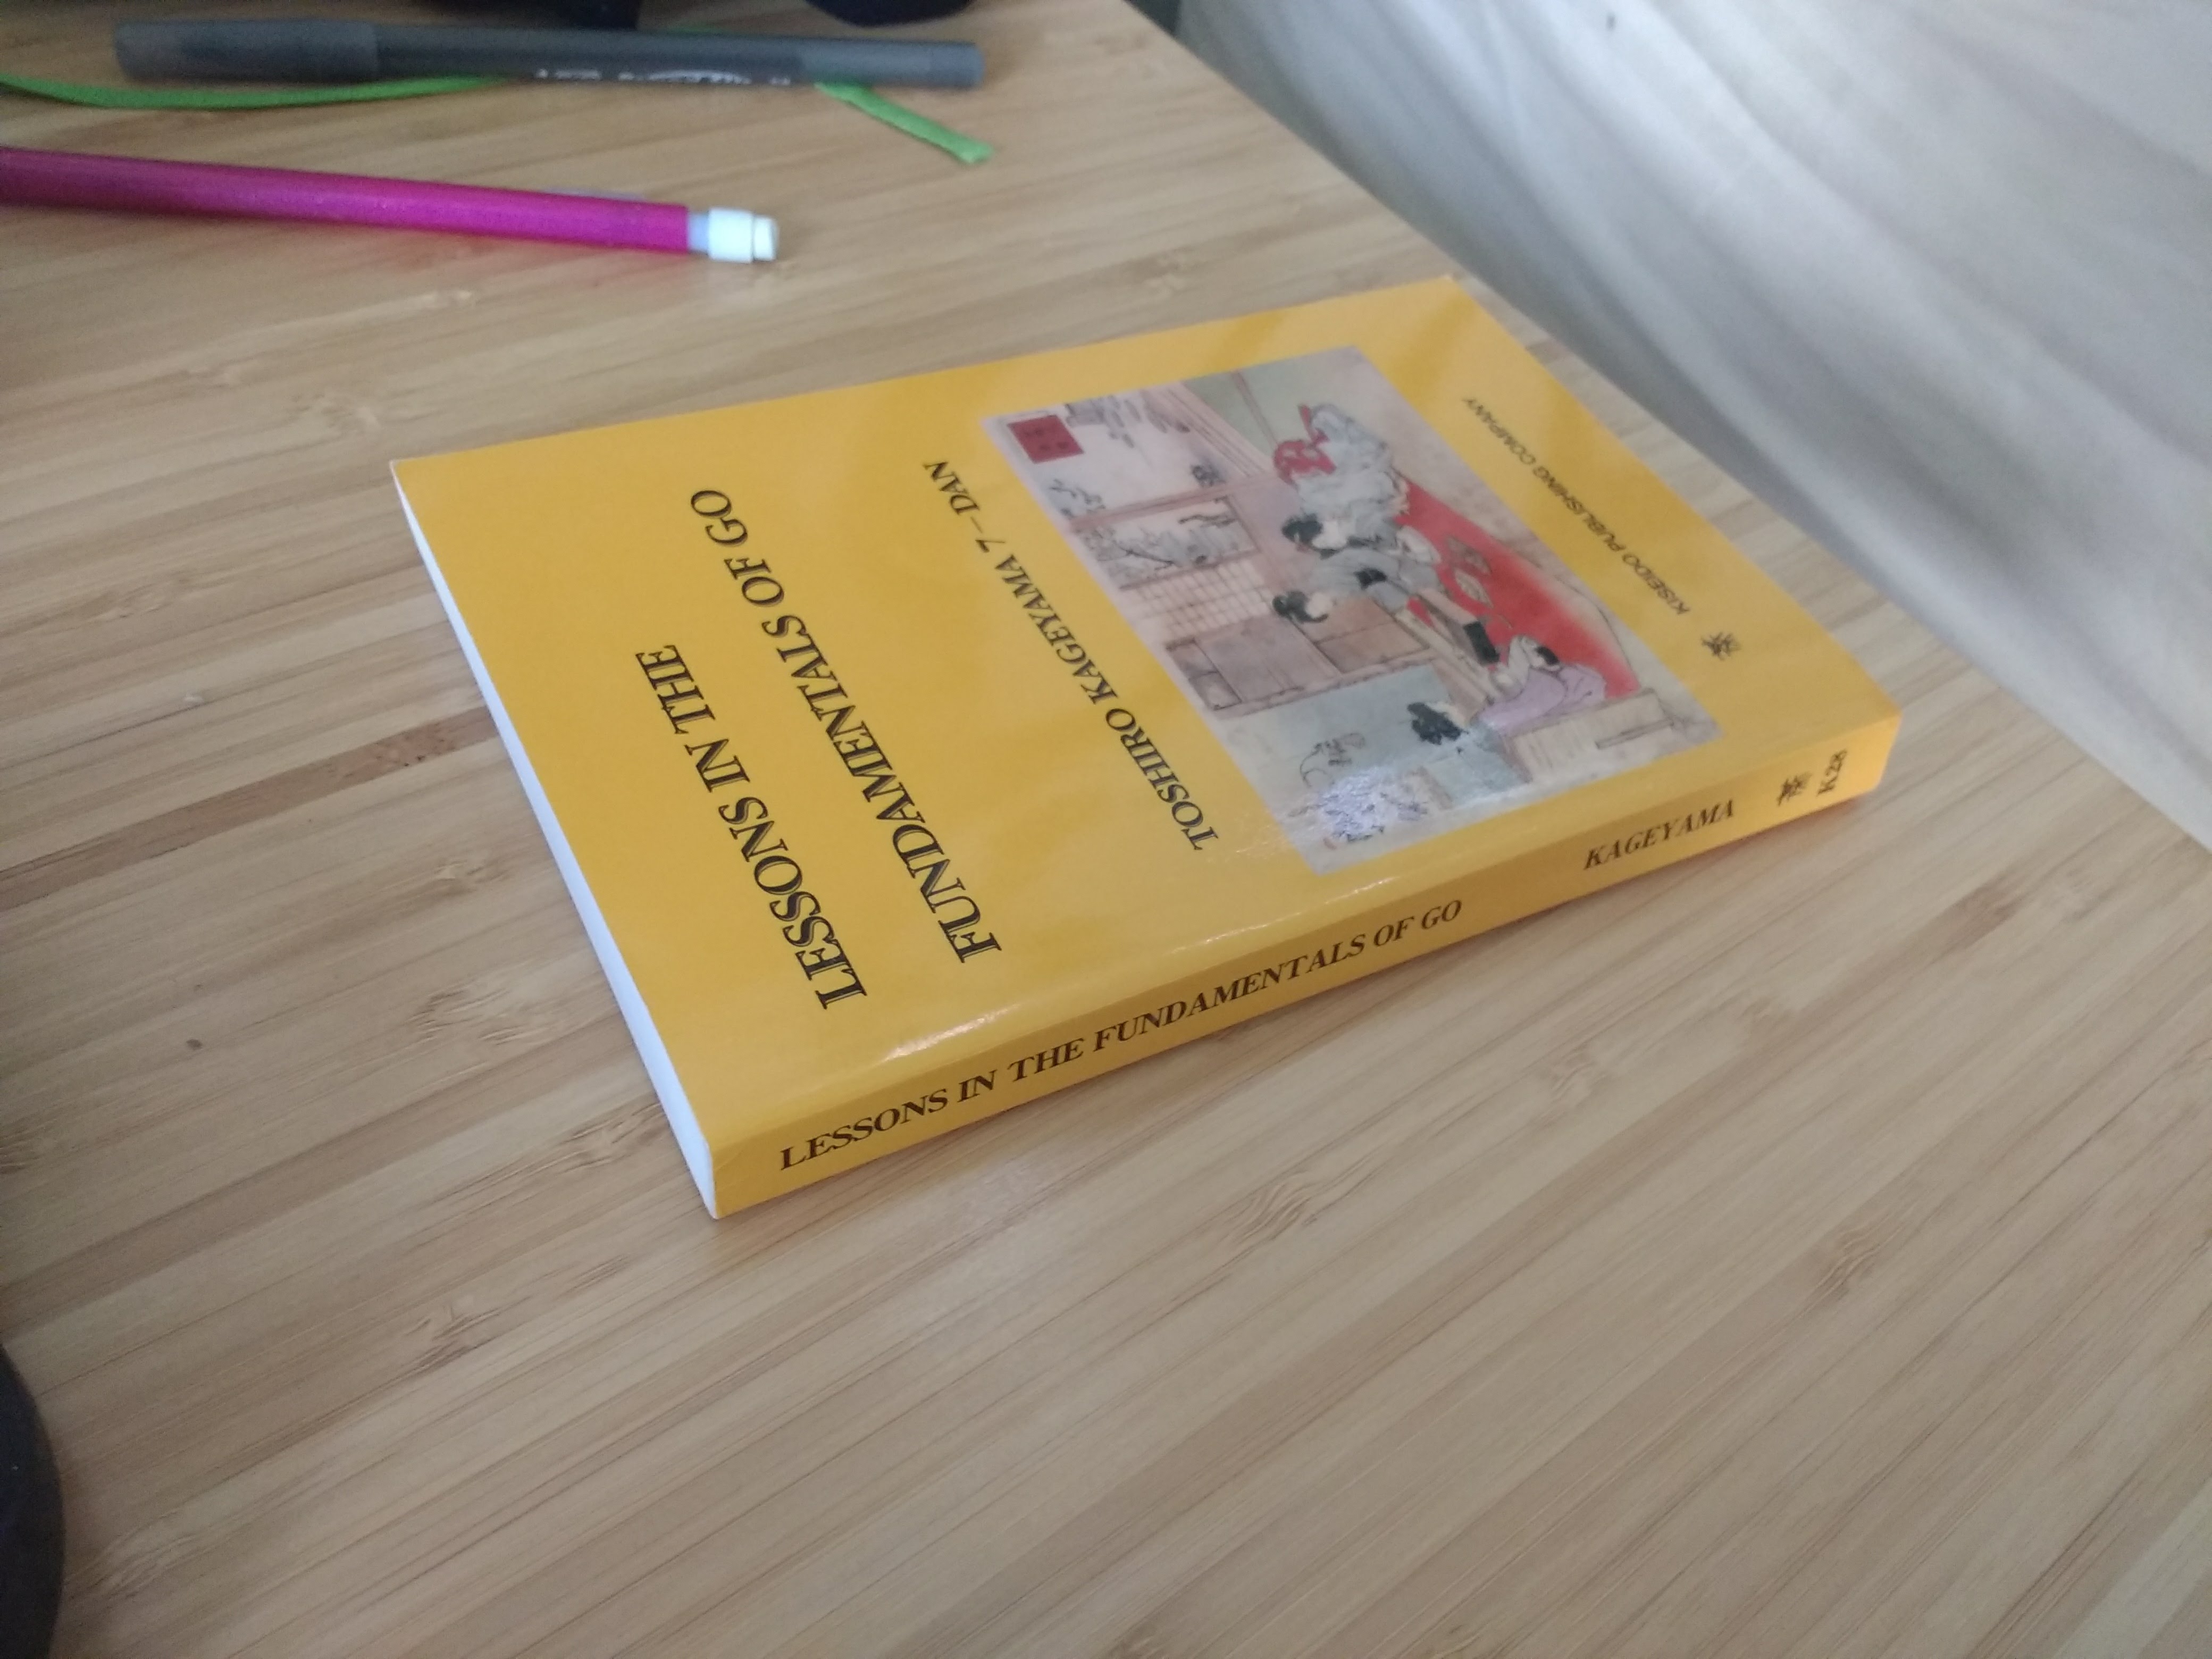 LESSONS IN THE
FUNDAMENTALS OF GO
TOSHIRO KAGEYAMA 7–DAN
KISEIDO PUBLISHING COMPANY
LESSONS IN THE FUNDAMENTALS OF GO
KAGEYAMA
K28